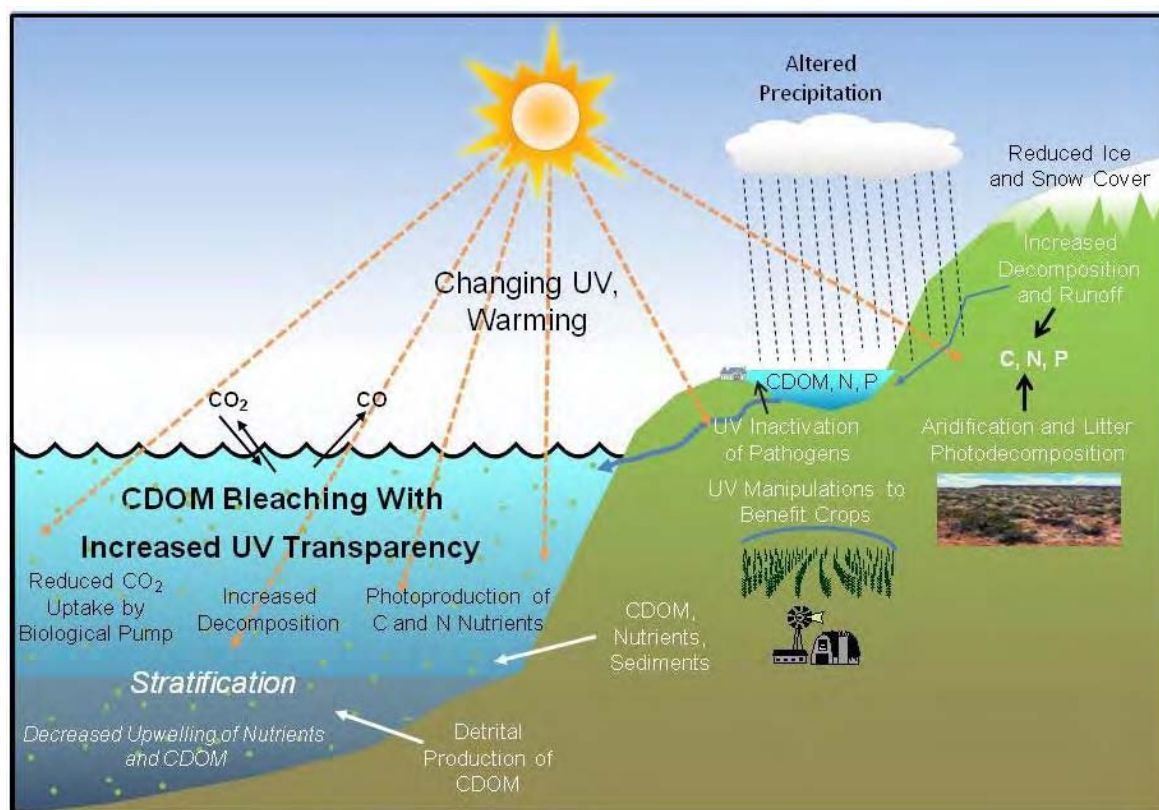 Altered
Precipitation
Reduced Ice
and Snow Cover
Increased
Decomposition
and Runoff
Changing UV,
Warming
C, N, P
CDOM, N, P
CO₂
CO
UV Inactivation
of Pathogens
Aridification and Litter
Photodecomposition
UV Manipulations to
Benefit Crops
CDOM Bleaching With
Increased UV Transparency
Reduced CO₂
Uptake by
Biological Pump
Increased
Decomposition
Photoproduction of
C and N Nutrients
CDOM,
Nutrients,
Sediments
Stratification
Decreased Upwelling of Nutrients
and CDOM
Detrital
Production of
CDOM